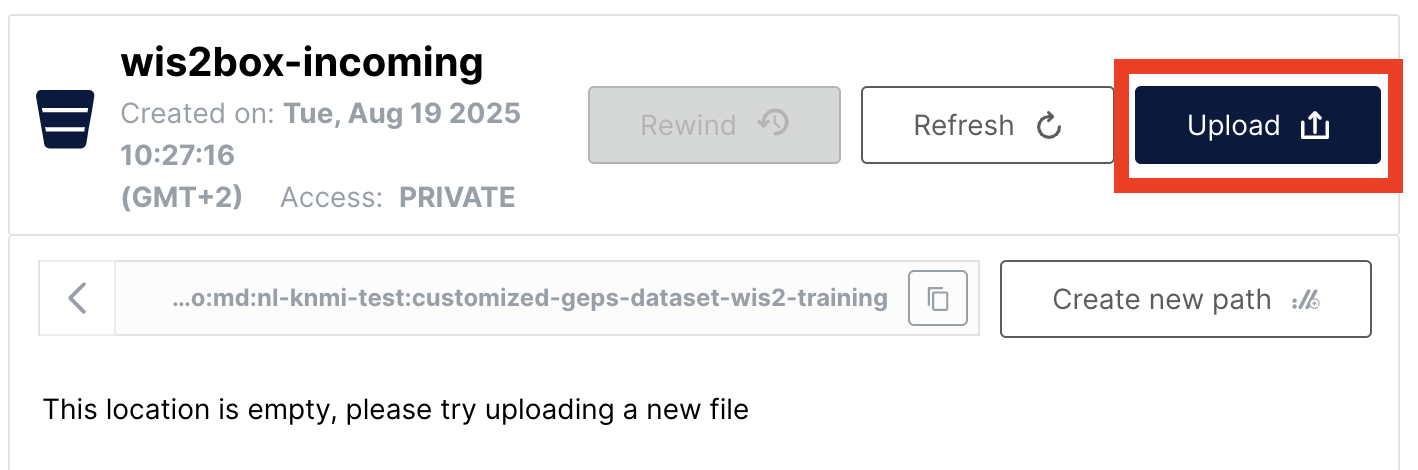 wis2box-incoming
Created on: Tue, Aug 19 2025
10:27:16
(GMT+2) Access: PRIVATE
Rewind
Refresh
Upload
...o:md:nl-knmi-test:customized-geps-dataset-wis2-training
Create new path
This location is empty, please try uploading a new file